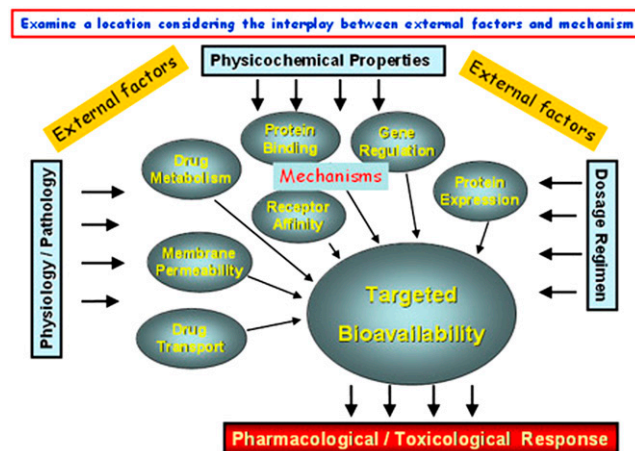 Examine a location considering the interplay between external factors and mechanism
Physicochemical Properties
External factors
External factors
Protein
Binding
Gene
Regulation
Drug
Metabolism
Mechanisms
Protein
Expression
Receptor
Affinity
Physiology / Pathology
Dosage Regimen
Membrane
Permeability
Targeted
Bioavailability
Drug
Transport
Pharmacological / Toxicological Response